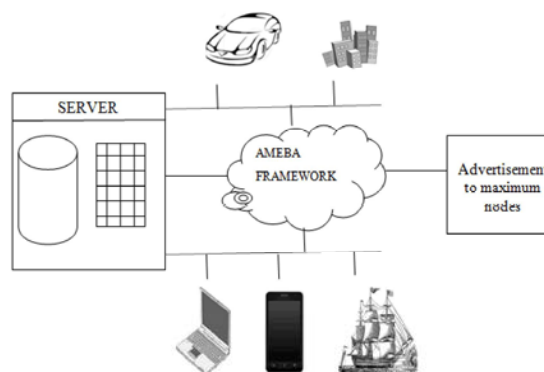 SERVER
AMEBA
FRAMEWORK
Advertisement
to maximum
nodes